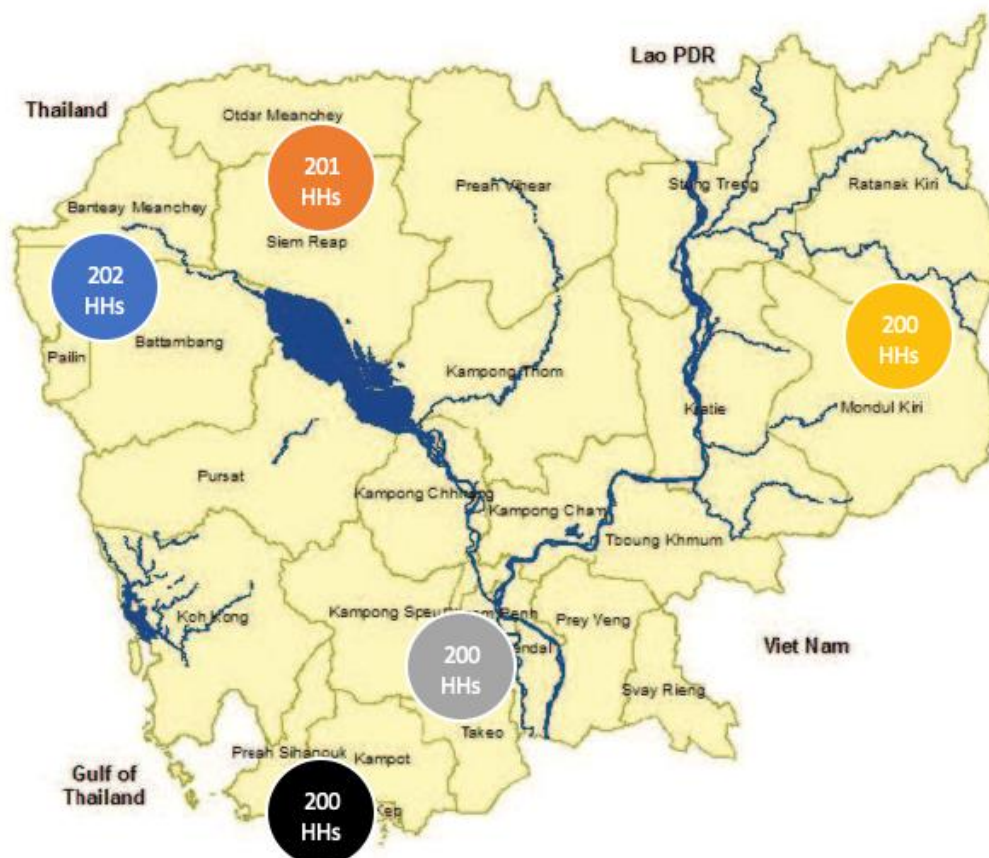 Lao PDR
Thailand
Otdar Meanchey
201
HHs
Preah Vihear
Stung Treng
Ratanak Kiri
Banteay Meanchey
Siem Reap
202
HHs
200
HHs
Battambang
Pailin
Kampong Thom
Kratie
Mondul Kiri
Pursat
Kampong Chhnang
Kampong Cham
Tboung Khmum
Koh Kong
Kampong Speu
Penh
Prey Veng
200
HHs
Viet Nam
Svay Rieng
Takeo
Preah Sihanouk
Kampot
Gulf of
Thailand
200
HHs
Kep